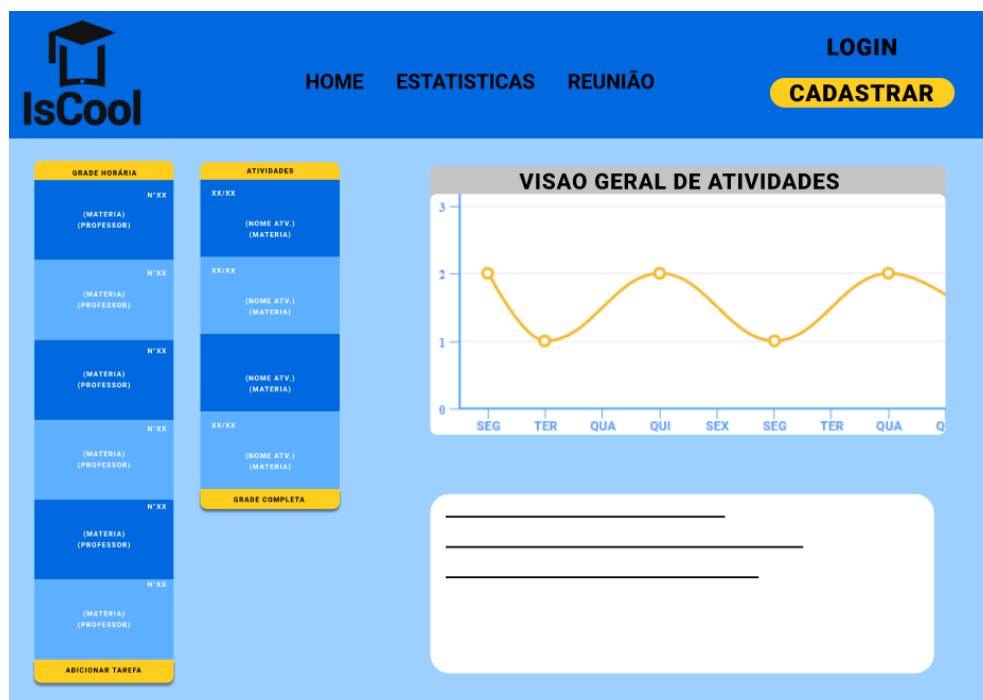 IsCool
HOME
ESTATISTICAS
REUNIÃO
LOGIN
CADASTRAR
GRADE HORÁRIA
N°XX
(MATERIA)
(PROFESSOR)
N°XX
(MATERIA)
(PROFESSOR)
N°XX
(MATERIA)
(PROFESSOR)
N°XX
(MATERIA)
(PROFESSOR)
N°XX
(MATERIA)
(PROFESSOR)
N°XX
(MATERIA)
(PROFESSOR)
ADICIONAR TAREFA
ATIVIDADES
XX/XX
(NOME ATV.)
(MATERIA)
XX/XX
(NOME ATV.)
(MATERIA)
(NOME ATV.)
(MATERIA)
XX/XX
(NOME ATV.)
(MATERIA)
GRADE COMPLETA
VISAO GERAL DE ATIVIDADES
3
2
1
0
SEG TER QUA QUI SEX SEG TER QUA Q